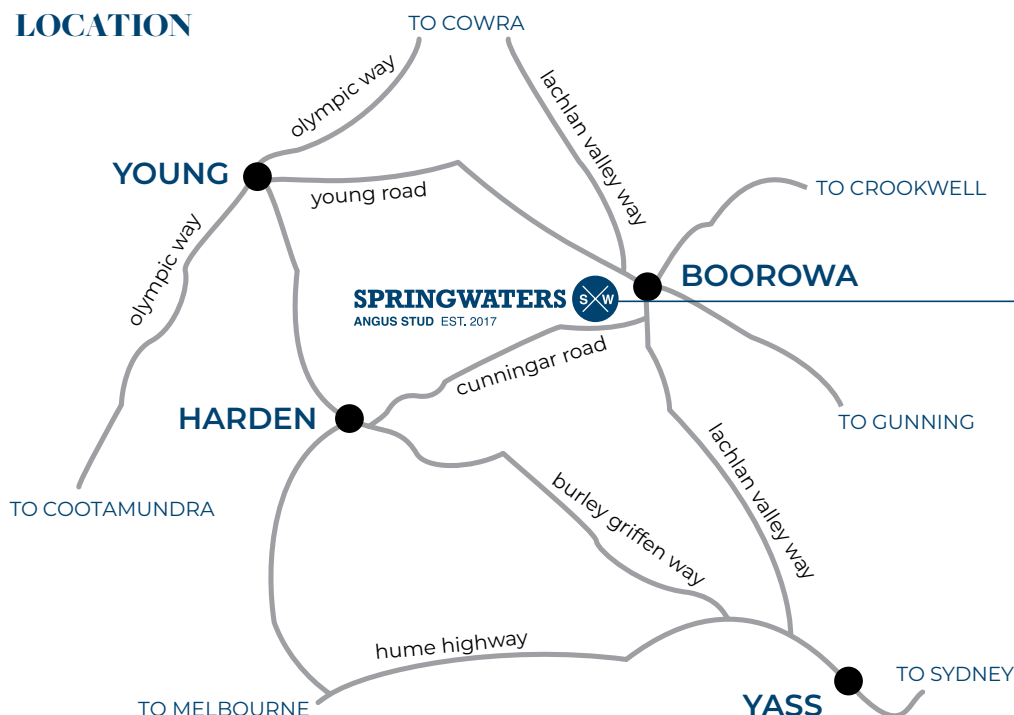 LOCATION
TO COWRA
olympic way
lachlan valley way
YOUNG
young road
TO CROOKWELL
olympic way
BOOROWA
SPRINGWATERS S W
ANGUS STUD EST. 2017
cunningar road
HARDEN
TO GUNNING
lachlan valley way
burley griffen way
TO COOTAMUNDRA
hume highway
TO SYDNEY
TO MELBOURNE
YASS